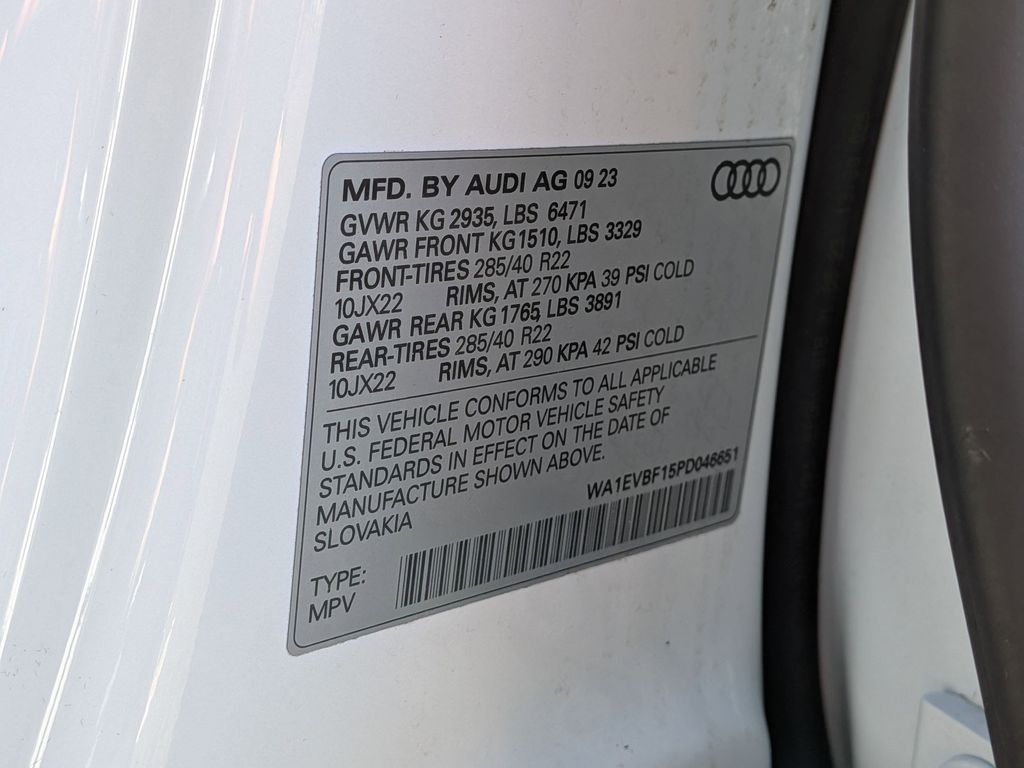 MFD. BY AUDI AG 09 23
GVWR KG 2935, LBS 6471
GAWR FRONT KG 1510, LBS 3329
FRONT-TIRES 285/40 R22
10JX22 RIMS, AT 270 KPA 39 PSI COLD
GAWR REAR KG 1765, LBS 3891
REAR-TIRES 285/40 R22
10JX22 RIMS, AT 290 KPA 42 PSI COLD
THIS VEHICLE CONFORMS TO ALL APPLICABLE
U.S. FEDERAL MOTOR VEHICLE SAFETY
STANDARDS IN EFFECT ON THE DATE OF
MANUFACTURE SHOWN ABOVE.
SLOVAKIA
WA1EVBF15PD046651
TYPE:
MPV